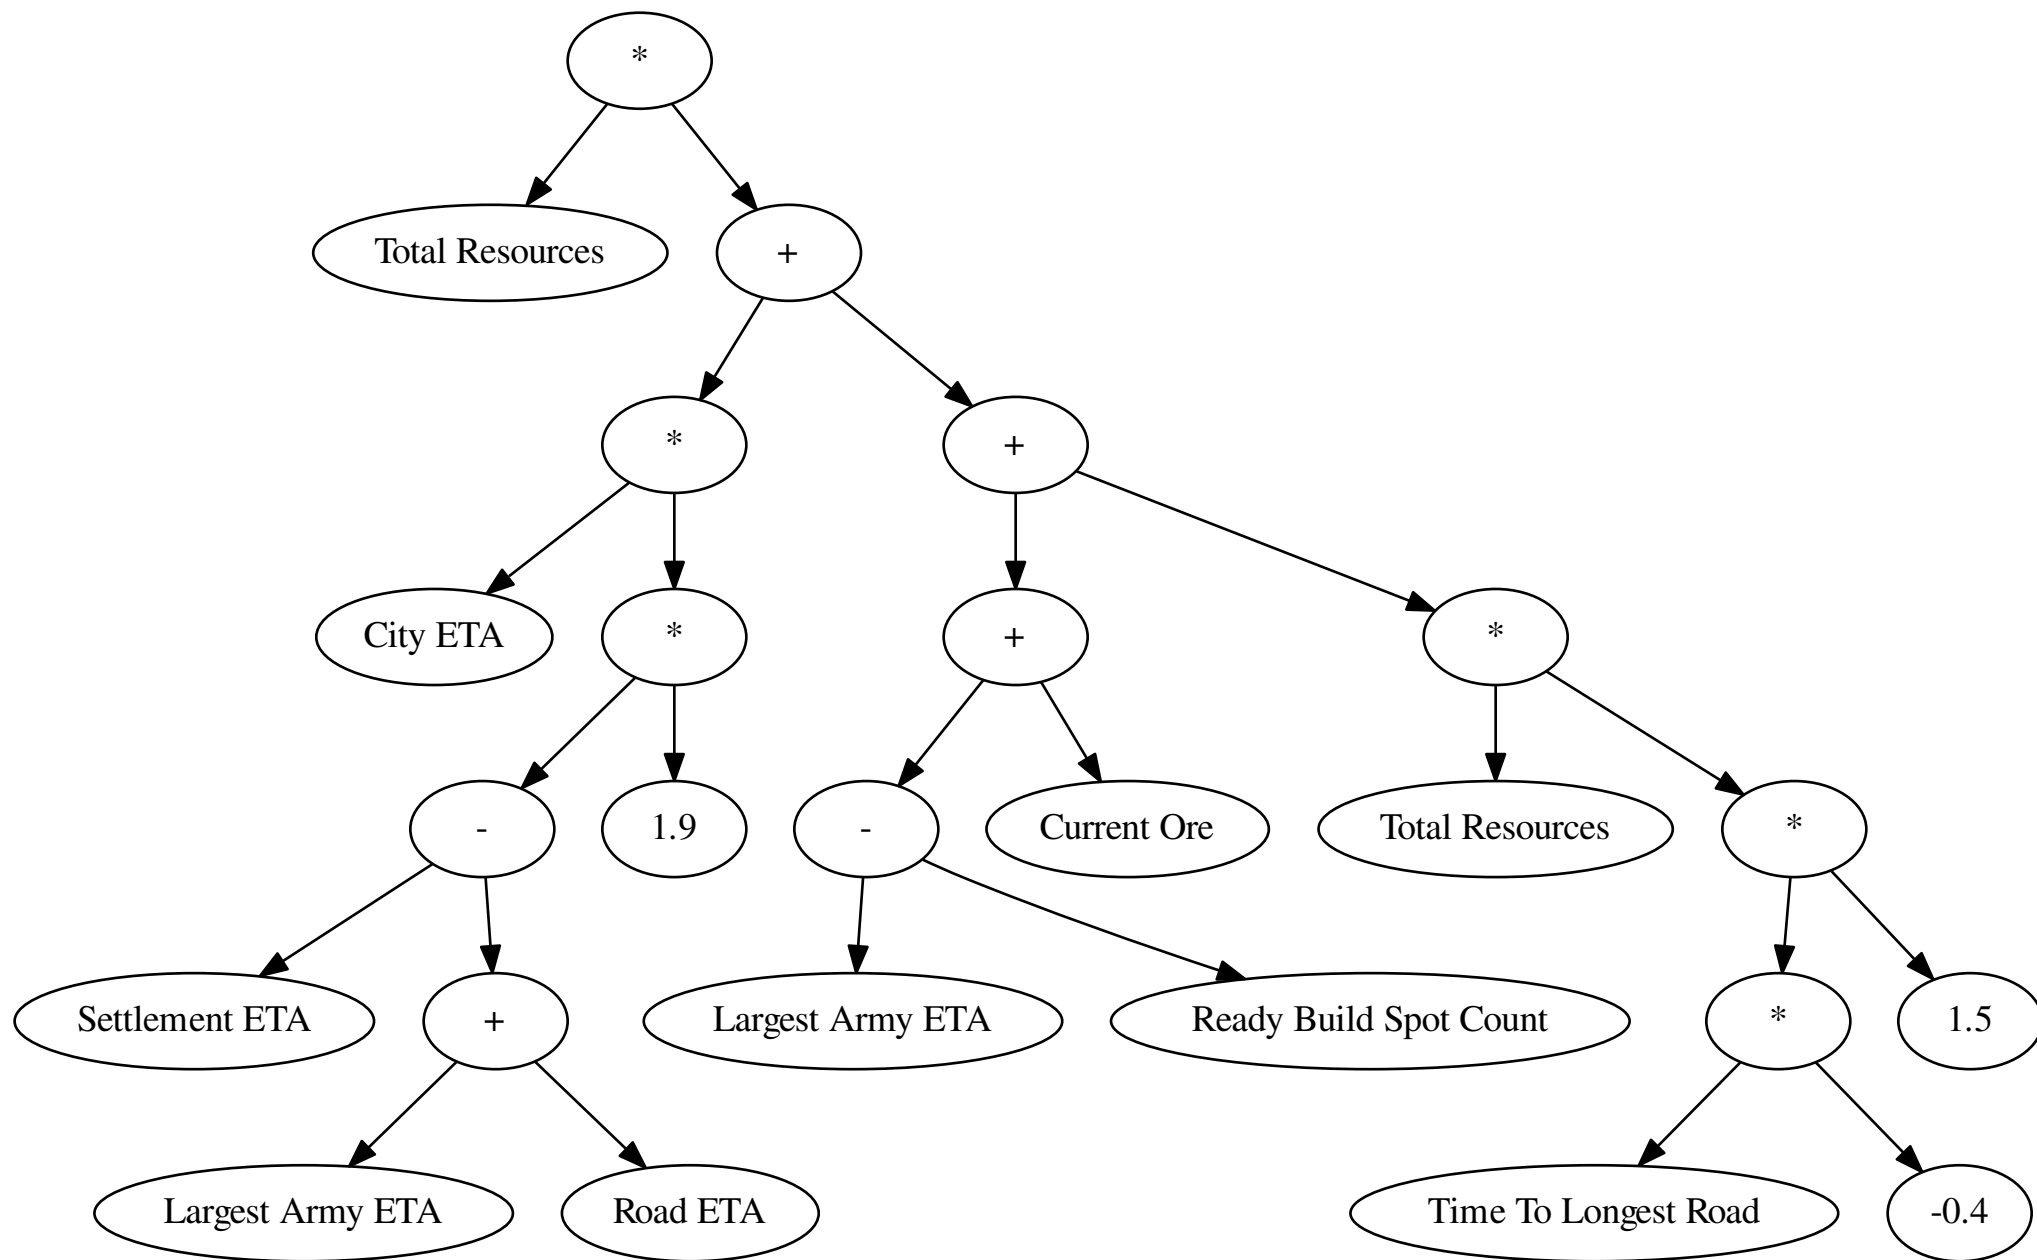 *
Total Resources
+
*
+
City ETA
*
+
*
-
1.9
-
Current Ore
Total Resources
*
Settlement ETA
+
Largest Army ETA
Ready Build Spot Count
*
1.5
Largest Army ETA
Road ETA
Time To Longest Road
-0.4